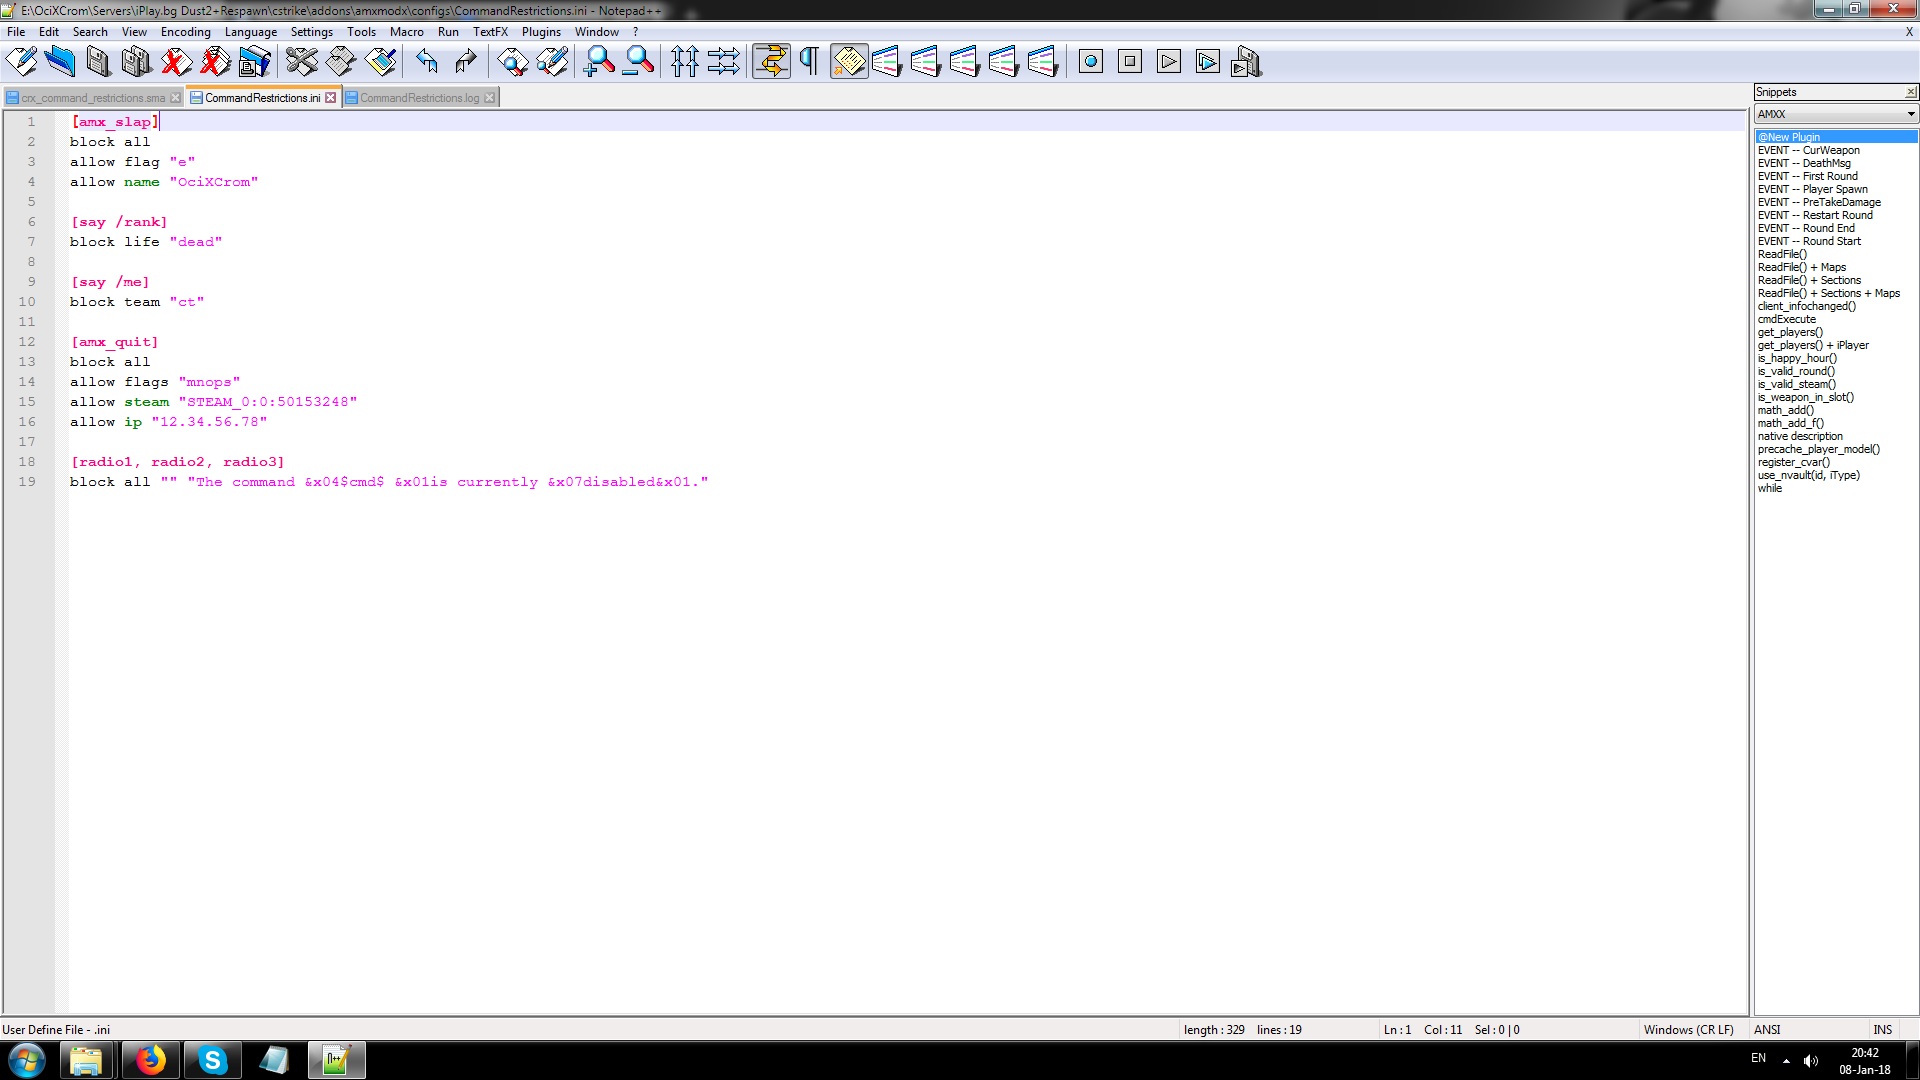 E:\OciXCrom\Servers\iPlay.bg Dust2+Respawn\cstrike\addons\amxmodx\configs\CommandRestrictions.ini - Notepad++
File Edit Search View Encoding Language Settings Tools Macro Run TextFX Plugins Window ? X
crx_command_restrictions.sma CommandRestrictions.ini CommandRestrictions.log
1 [amx_slap]
2 block all
3 allow flag "e"
4 allow name "OciXCrom"
5
6 [say /rank]
7 block life "dead"
8
9 [say /me]
10 block team "ct"
11
12 [amx_quit]
13 block all
14 allow flags "mnops"
15 allow steam "STEAM_0:0:50153248"
16 allow ip "12.34.56.78"
17
18 [radio1, radio2, radio3]
19 block all "" "The command &x04$cmd$ &x01is currently &x07disabled&x01."
Snippets
AMXX
@New Plugin
EVENT -- CurWeapon
EVENT -- DeathMsg
EVENT -- First Round
EVENT -- Player Spawn
EVENT -- PreTakeDamage
EVENT -- Restart Round
EVENT -- Round End
EVENT -- Round Start
ReadFile()
ReadFile() + Maps
ReadFile() + Sections
ReadFile() + Sections + Maps
client_infochanged()
cmdExecute
get_players()
get_players() + iPlayer
is_happy_hour()
is_valid_round()
is_valid_steam()
is_weapon_in_slot()
math_add()
math_add_f()
native description
precache_player_model()
register_cvar()
use_nvault(id, iType)
while
User Define File - .ini length : 329 lines : 19 Ln : 1 Col : 11 Sel : 0 | 0 Windows (CR LF) ANSI INS
EN 20:42
08-Jan-18